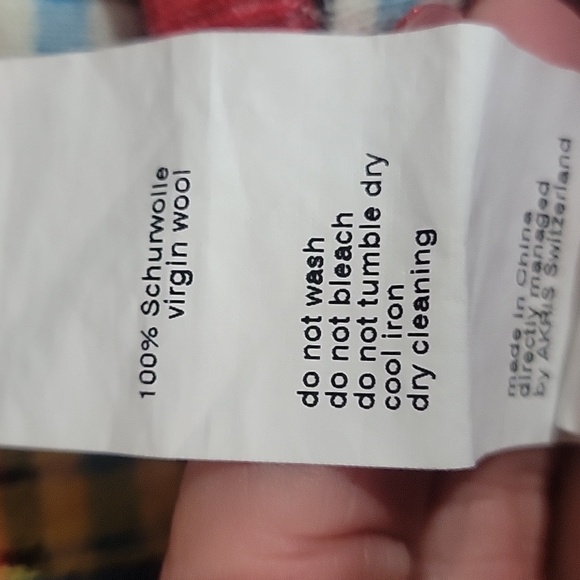 100% Schurwolle
virgin wool
do not wash
do not bleach
do not tumble dry
cool iron
dry cleaning
made in China
directly managed
by AKRIS Switzerland